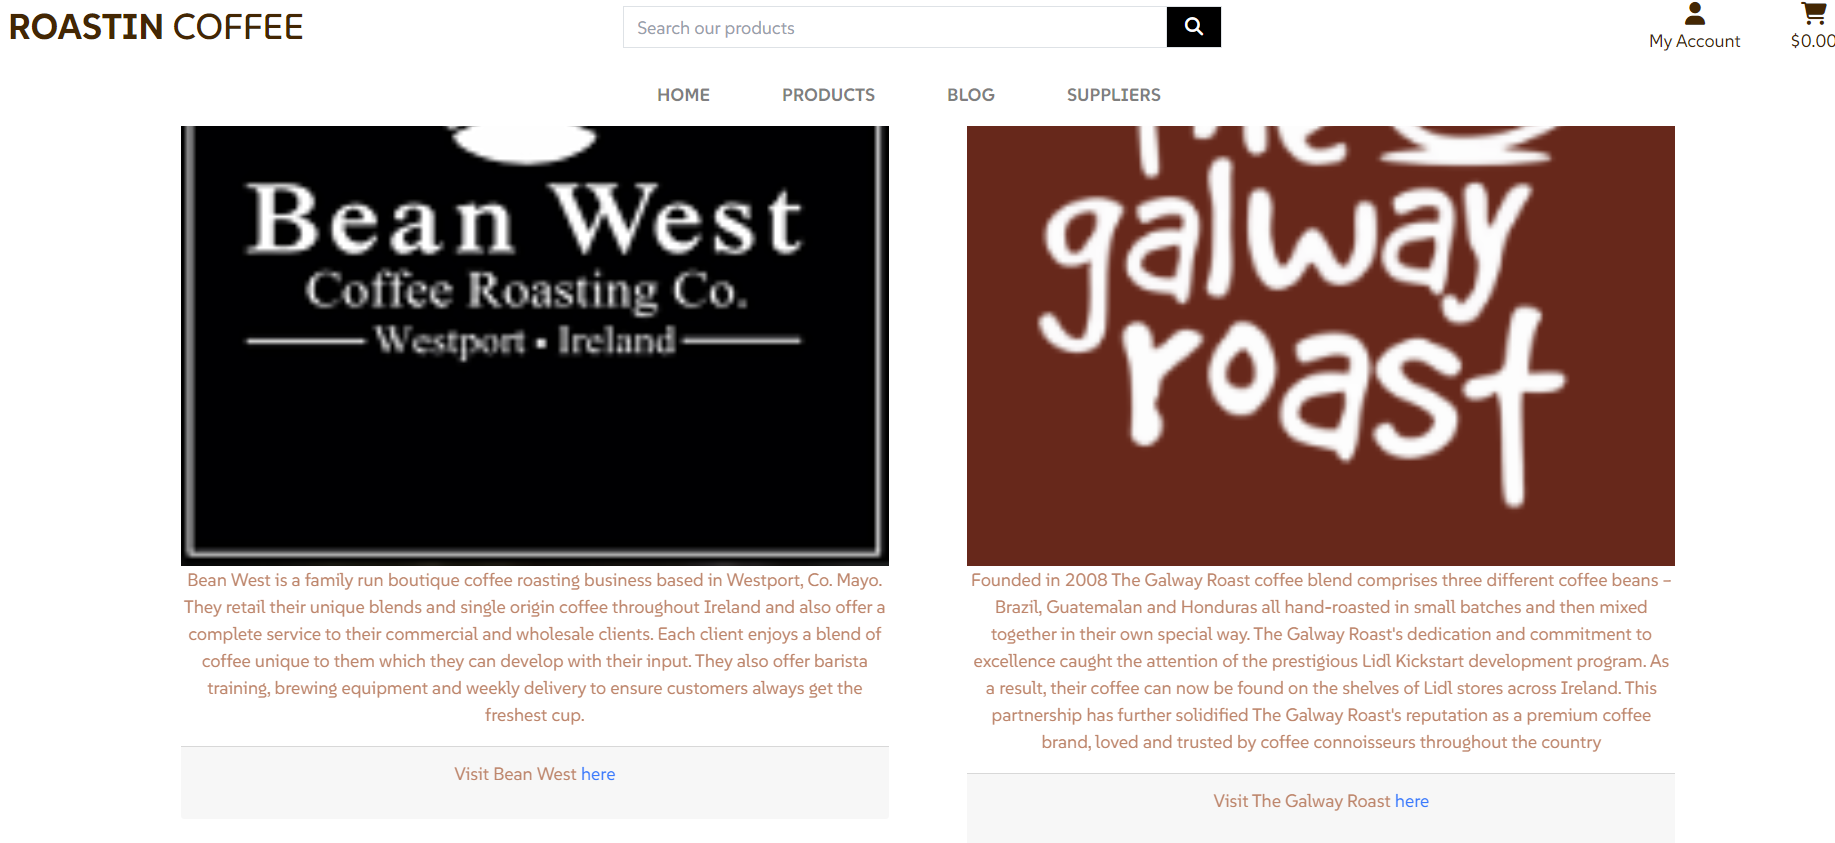 ROASTIN COFFEE
Search our products
My Account
$0.00
HOME PRODUCTS BLOG SUPPLIERS
Bean West
Coffee Roasting Co.
Westport • Ireland
Bean West is a family run boutique coffee roasting business based in Westport, Co. Mayo.
They retail their unique blends and single origin coffee throughout Ireland and also offer a
complete service to their commercial and wholesale clients. Each client enjoys a blend of
coffee unique to them which they can develop with their input. They also offer barista
training, brewing equipment and weekly delivery to ensure customers always get the
freshest cup.
Visit Bean West here
The
galway
roast
Founded in 2008 The Galway Roast coffee blend comprises three different coffee beans –
Brazil, Guatemalan and Honduras all hand-roasted in small batches and then mixed
together in their own special way. The Galway Roast's dedication and commitment to
excellence caught the attention of the prestigious Lidl Kickstart development program. As
a result, their coffee can now be found on the shelves of Lidl stores across Ireland. This
partnership has further solidified The Galway Roast's reputation as a premium coffee
brand, loved and trusted by coffee connoisseurs throughout the country
Visit The Galway Roast here